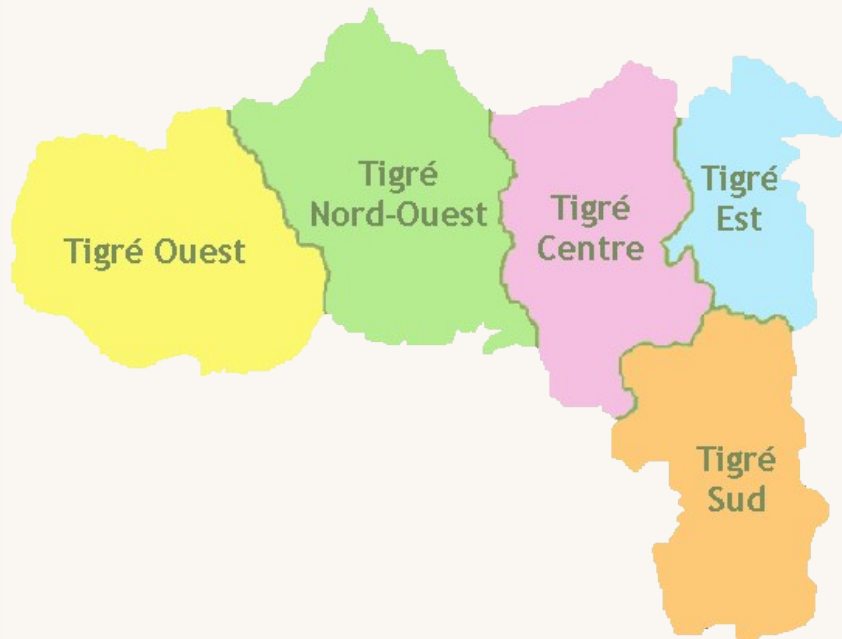 Tigré Ouest
Tigré
Nord-Ouest
Tigré
Centre
Tigré
Est
Tigré
Sud